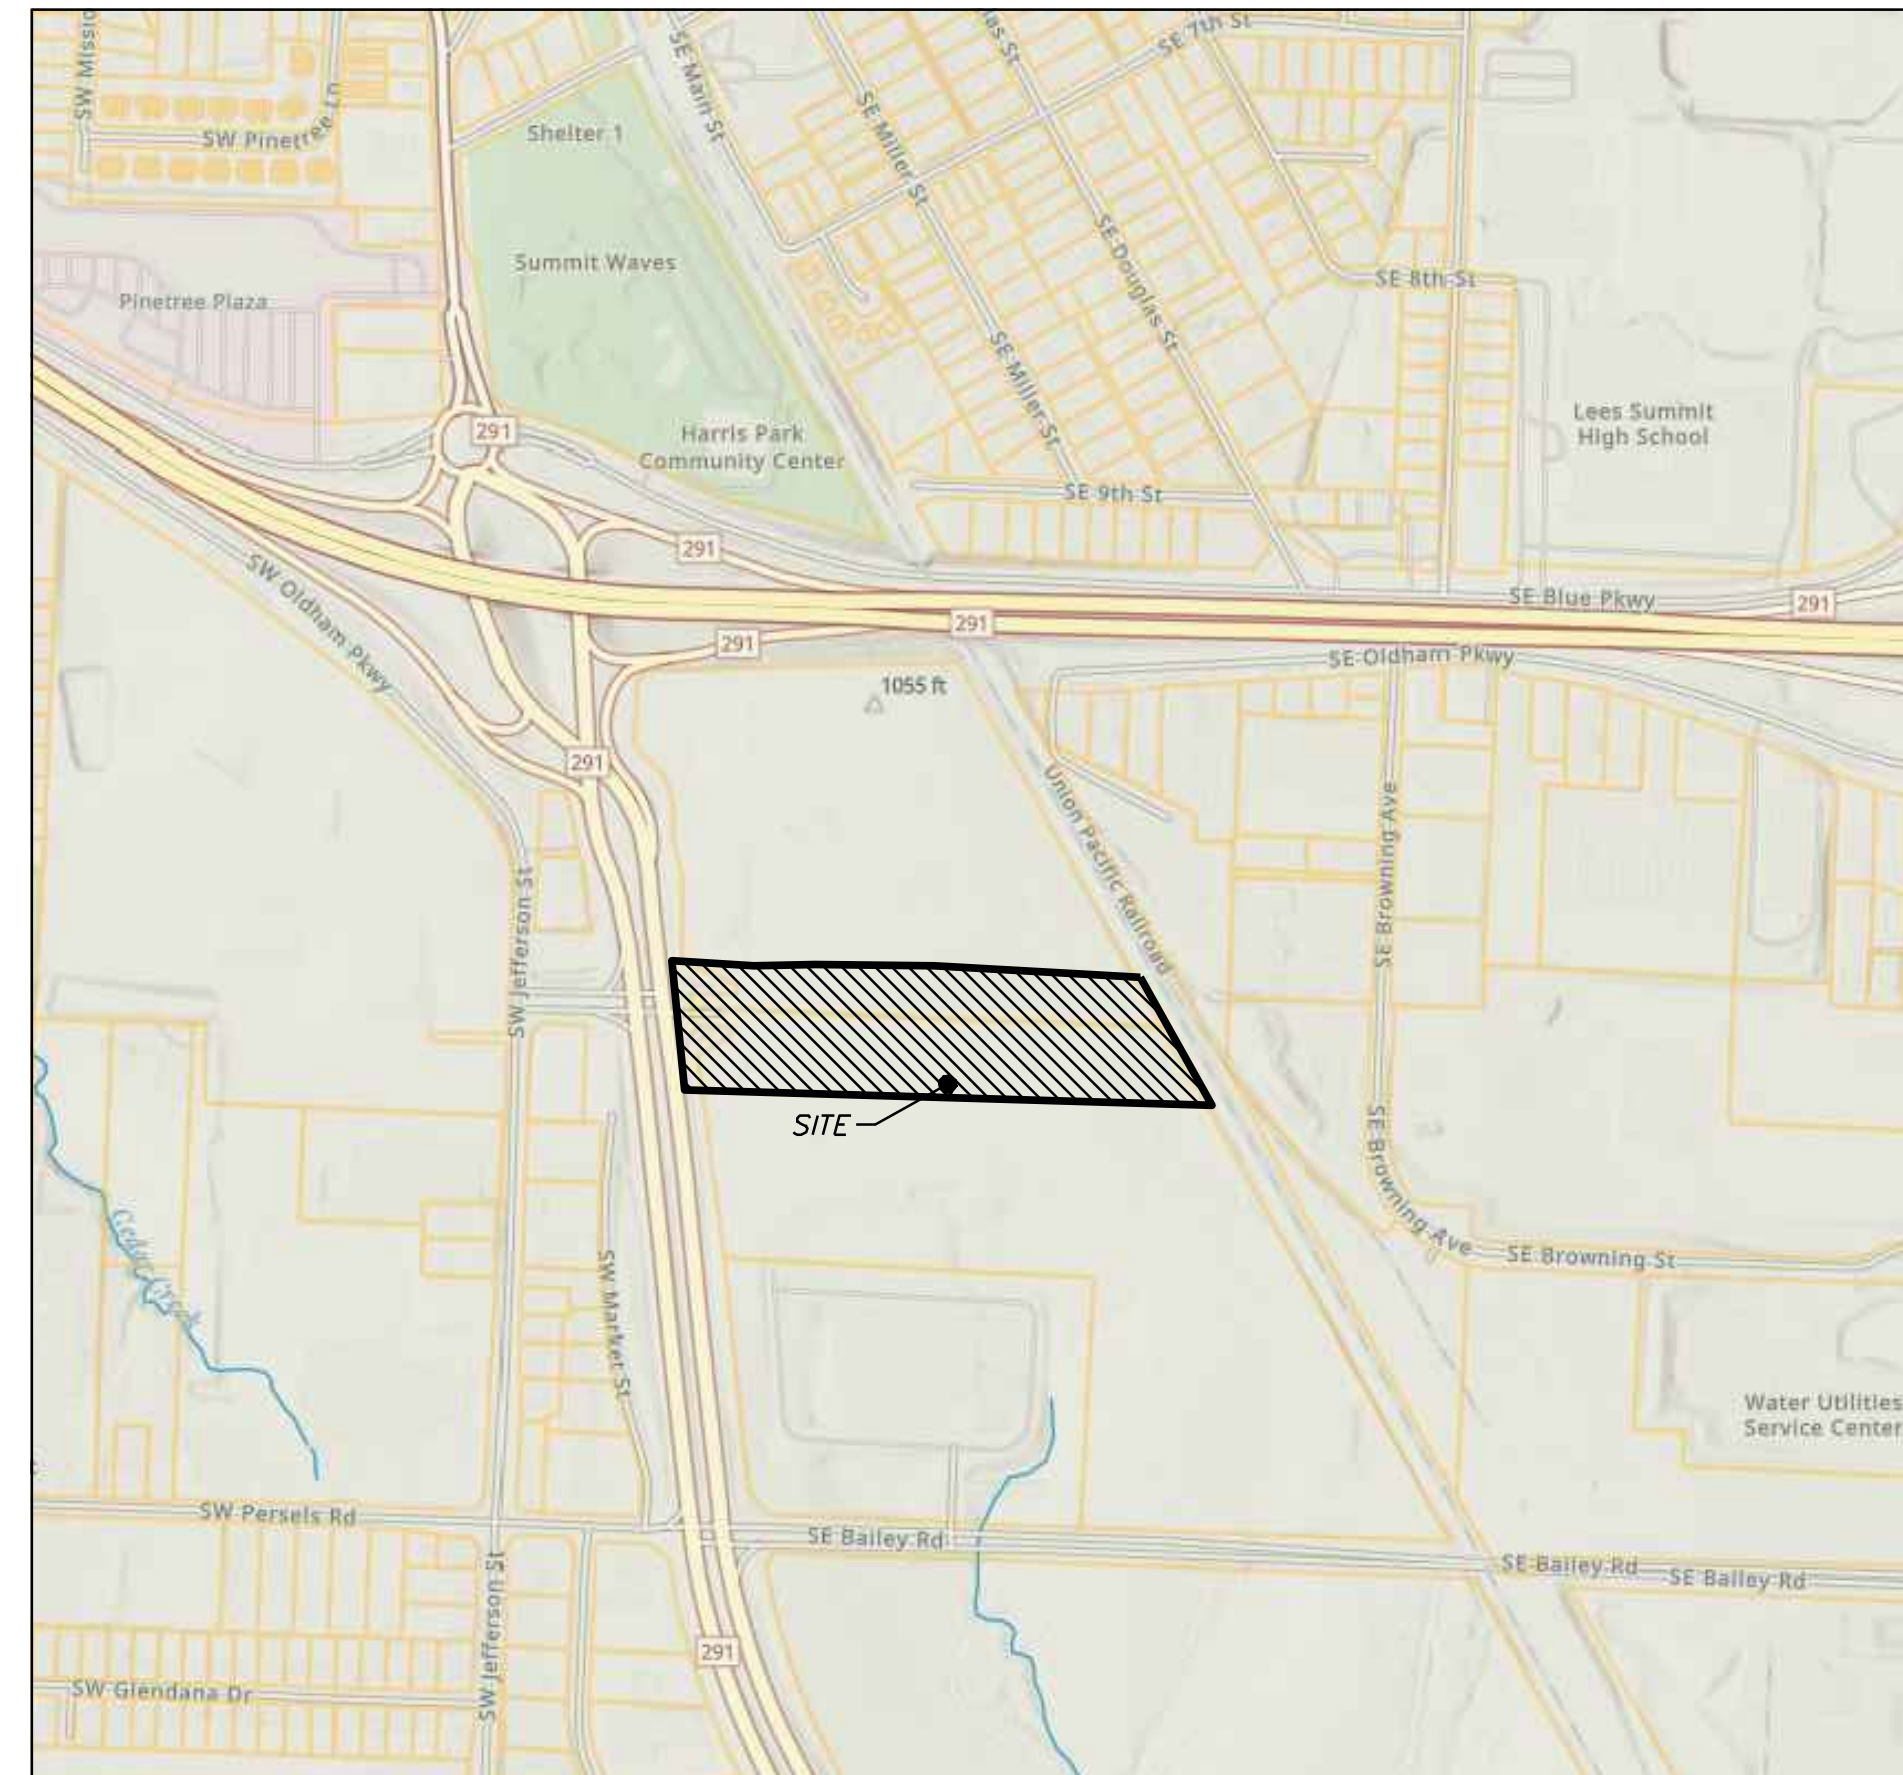 SE 7th St
SE Main St
SW Pinetree Ln
Shelter 1
SE Miller St
SE Douglas St
Summit Waves
SE 8th St
Pinetree Plaza
SE Miller St
Lees Summit
High School
291
Harris Park
Community Center
SE 9th St
291
SW Oldham Pkwy
SE Blue Pkwy
291
291
291
SE Oldham Pkwy
1055 ft
291
Union Pacific Railroad
SE Browning Ave
SW Jefferson St
SITE
SE Browning Ave
Cedar Creek
SE Browning St
SW Market St
Water Utilities
Service Center
SW Persels Rd
SE Bailey Rd
SE Bailey Rd
SE Bailey Rd
SW Jefferson St
291
SW Glendana Dr